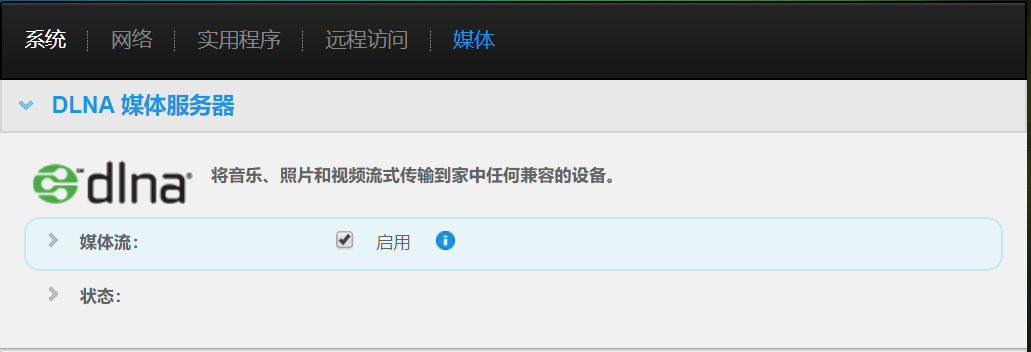 系统 网络 实用程序 远程访问 媒体
DLNA 媒体服务器
dlna 将音乐、照片和视频流式传输到家中任何兼容的设备。
媒体流: 启用
状态: